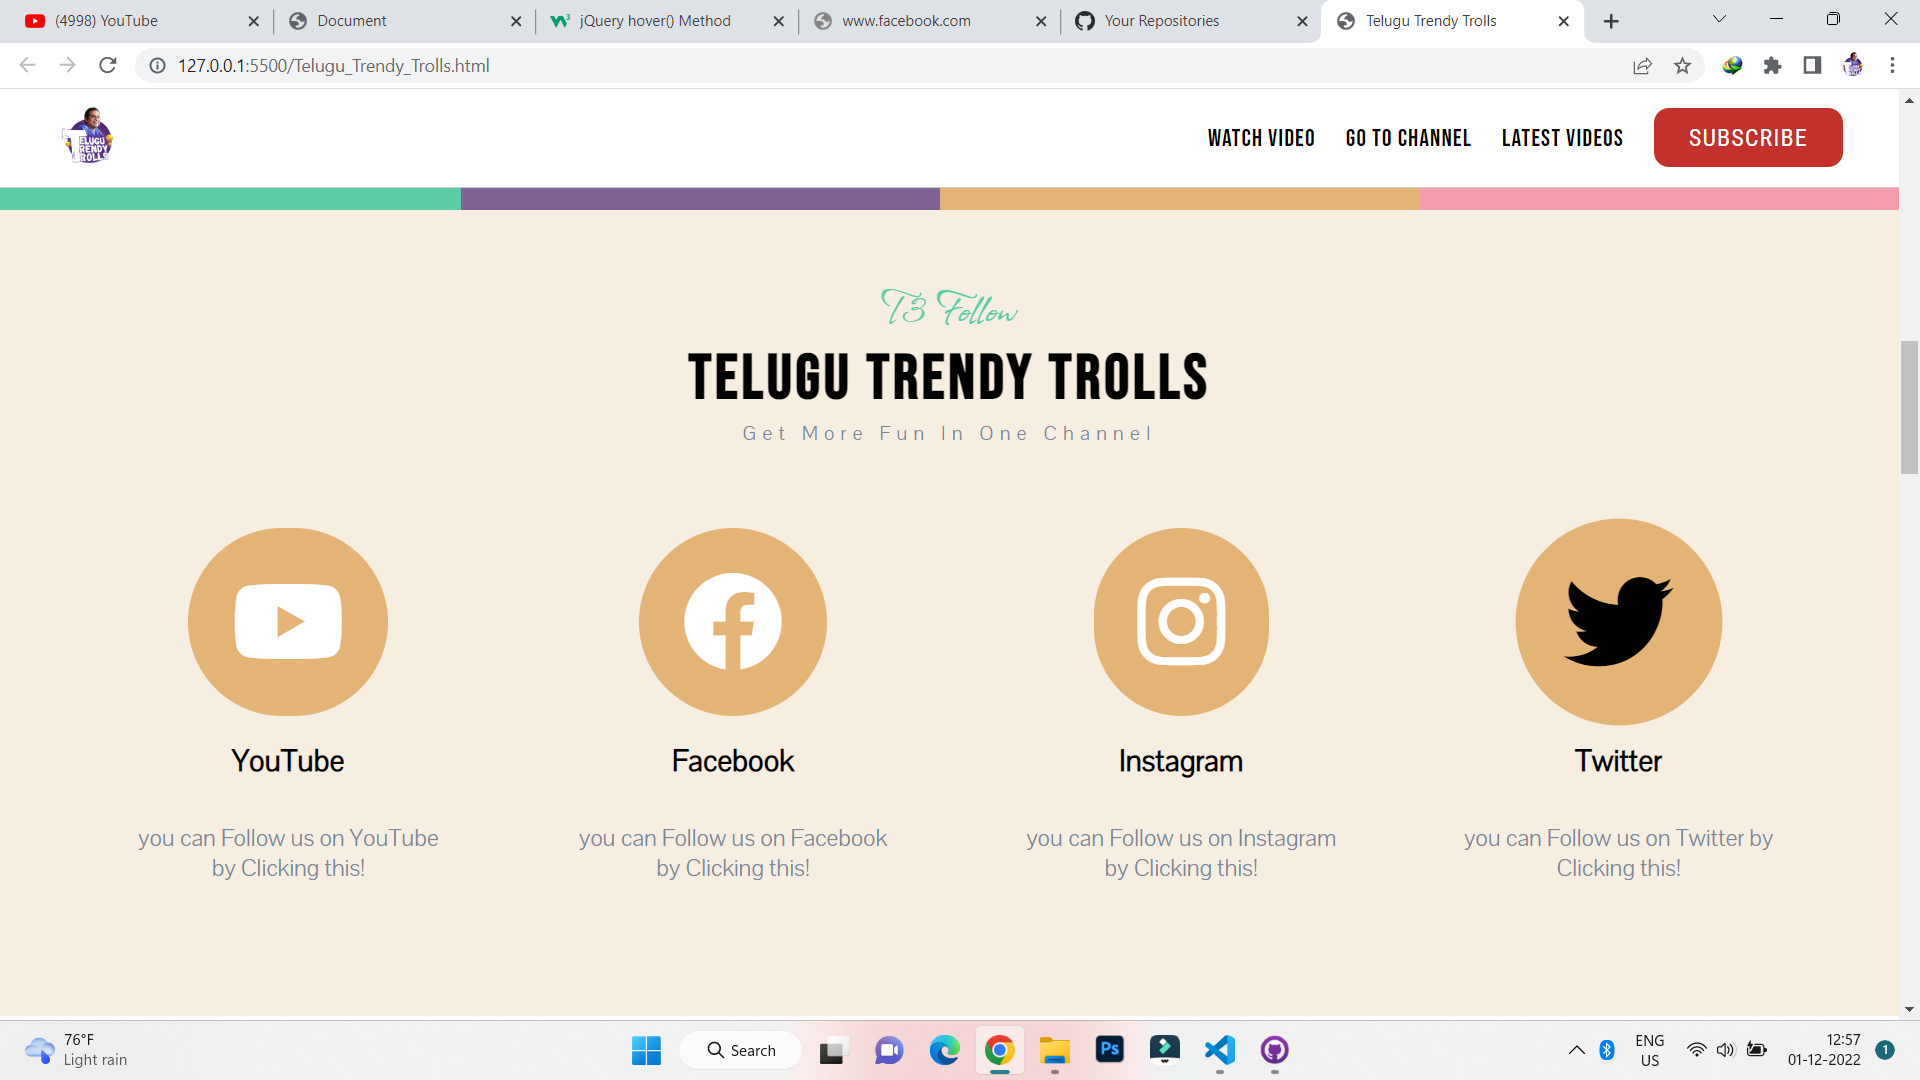 (4998) YouTube
Document
jQuery hover() Method
www.facebook.com
Your Repositories
Telugu Trendy Trolls
127.0.0.1:5500/Telugu_Trendy_Trolls.html
TELUGU
TRENDY
TROLLS
WATCH VIDEO
GO TO CHANNEL
LATEST VIDEOS
SUBSCRIBE
T3 Follow
TELUGU TRENDY TROLLS
Get More Fun In One Channel
YouTube
Facebook
Instagram
Twitter
you can Follow us on YouTube
by Clicking this!
you can Follow us on Facebook
by Clicking this!
you can Follow us on Instagram
by Clicking this!
you can Follow us on Twitter by
Clicking this!
76°F
Light rain
Search
Ps
ENG
US
12:57
01-12-2022
1